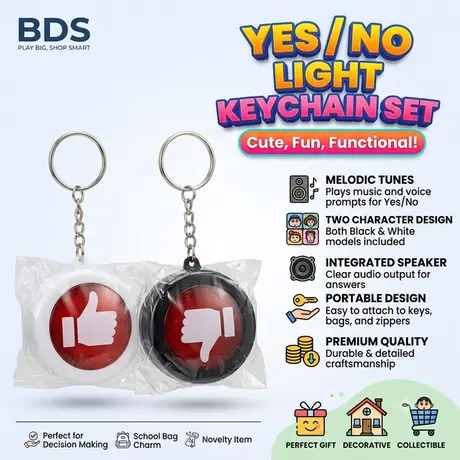 BDS
PLAY BIG, SHOP SMART
YES / NO
LIGHT
KEYCHAIN SET
Cute, Fun, Functional!
MELODIC TUNES
Plays music and voice
prompts for Yes/No
TWO CHARACTER DESIGN
Both Black & White
models included
INTEGRATED SPEAKER
Clear audio output for
answers
PORTABLE DESIGN
Easy to attach to keys,
bags, and zippers
PREMIUM QUALITY
Durable & detailed
craftsmanship
Perfect for
Decision Making
School Bag
Charm
Novelty Item
PERFECT GIFT
DECORATIVE
COLLECTIBLE